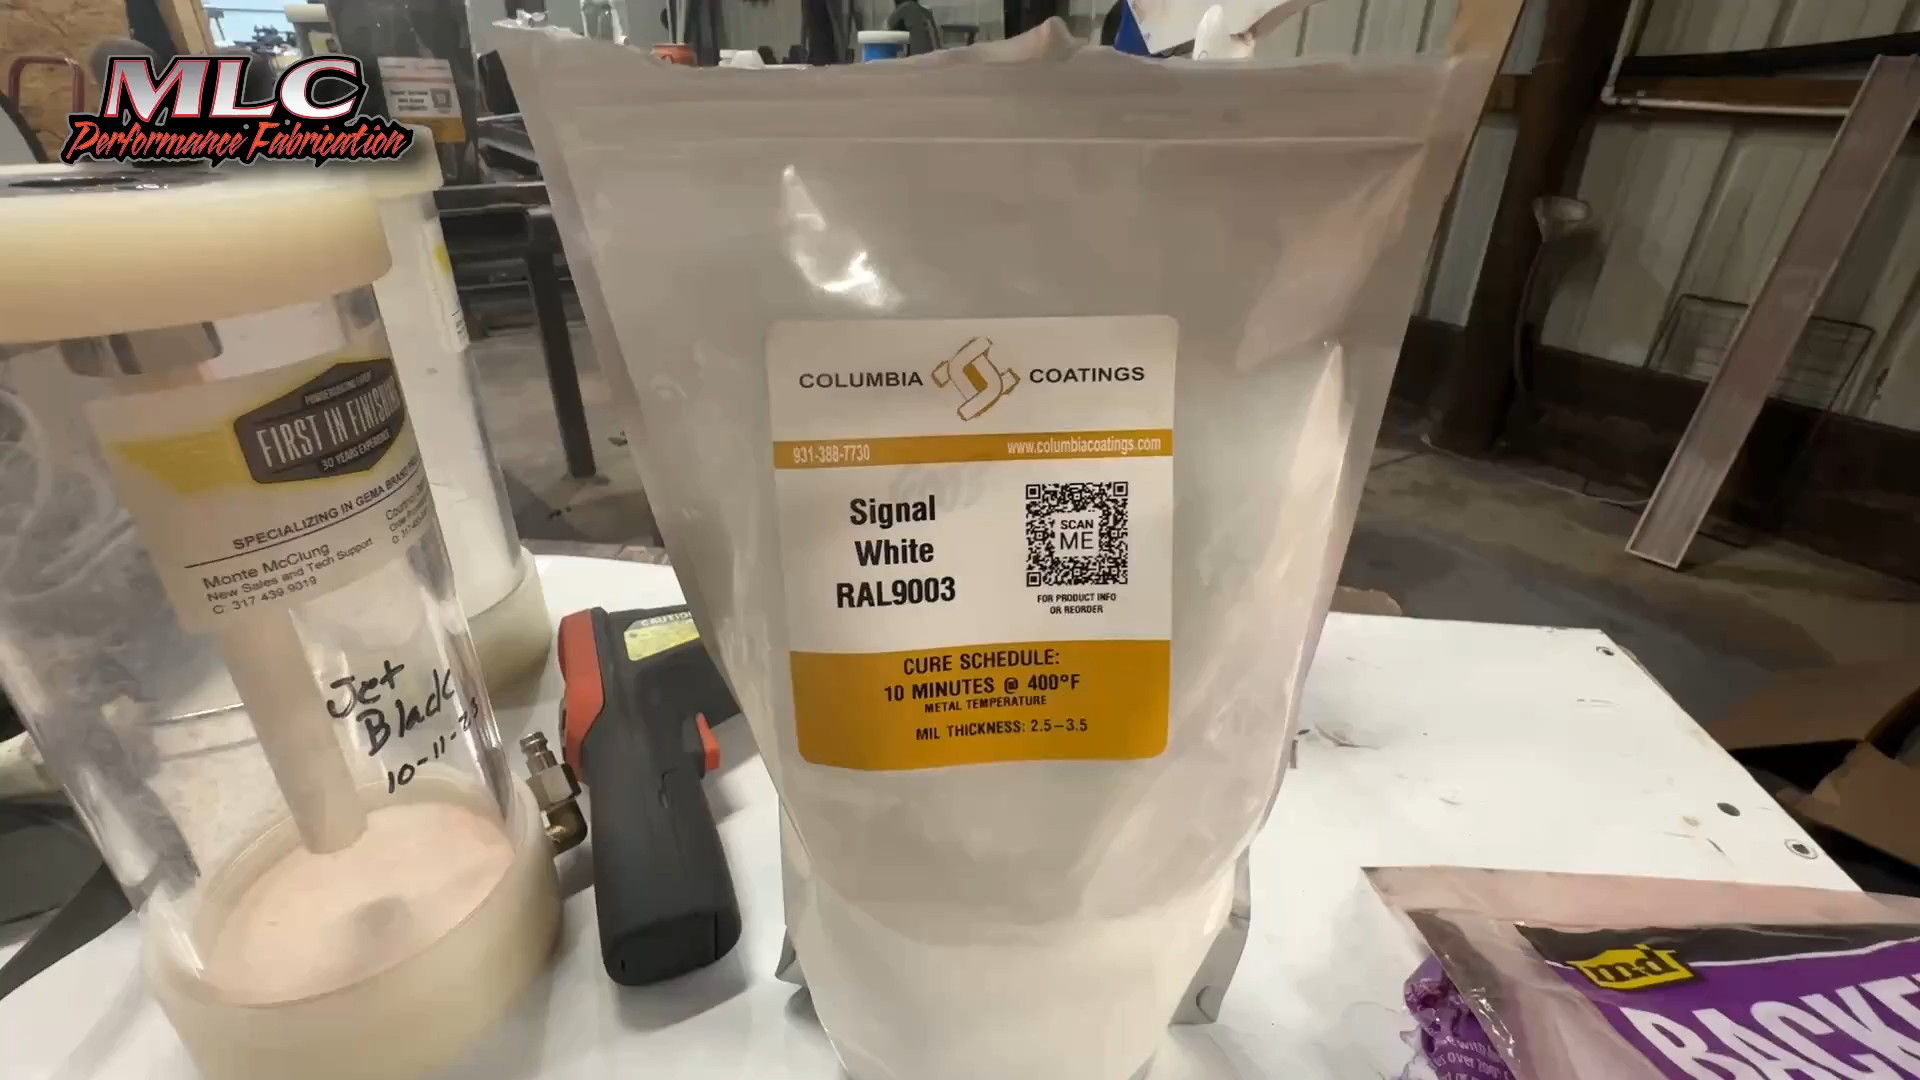 MLC
Performance Fabrication
COLUMBIA COATINGS
931-388-7730 www.columbiacoatings.com
Signal
White
RAL9003
SCAN
ME
FOR PRODUCT INFO
OR REORDER
CURE SCHEDULE:
10 MINUTES @ 400°F
METAL TEMPERATURE
MIL THICKNESS: 2.5–3.5
FIRST IN FINISHING
30 YEARS EXPERIENCE
SPECIALIZING IN GEMA BRAND
Monte McClung
New Sales and Tech Support
C: 317 439 9019
Jet
Black
10-11-23
CAUTION